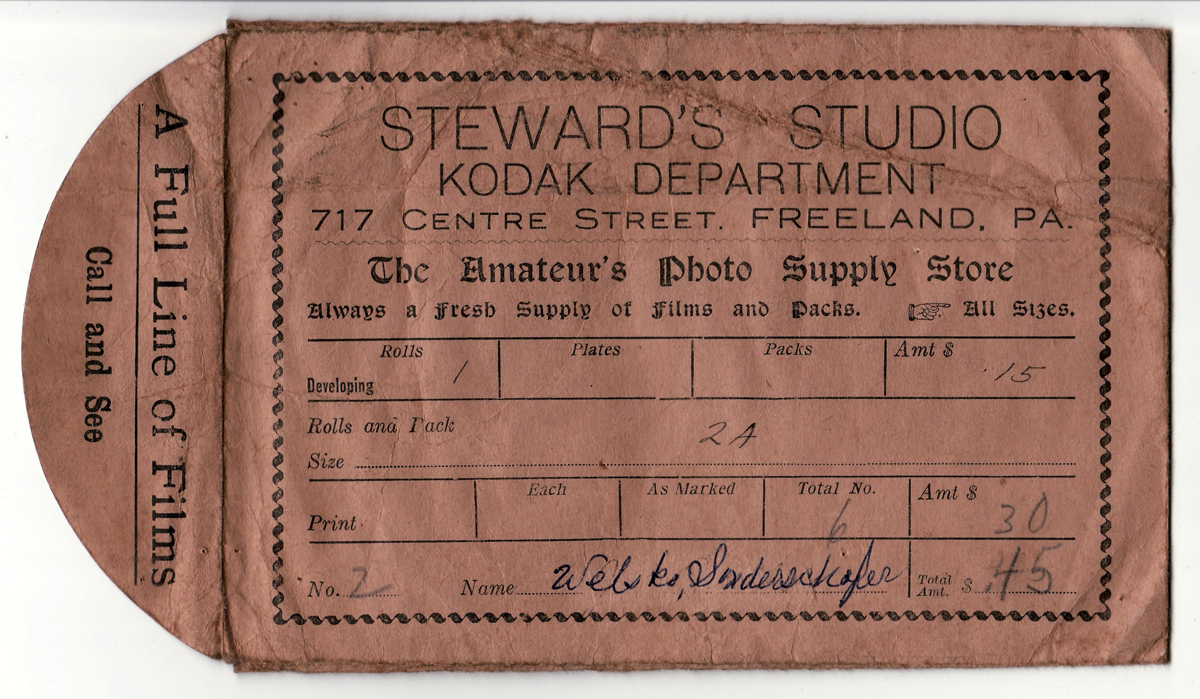 A Full Line of Films
Call and See
STEWARD'S STUDIO
KODAK DEPARTMENT
717 CENTRE STREET. FREELAND, PA.
The Amateur's Photo Supply Store
Always a Fresh Supply of Films and Packs. All Sizes.
Rolls Plates Packs Amt $
Developing 1 .15
Rolls and Pack
2A
Size
Each As Marked Total No. Amt $
Print 6 30
No. 2 Name Total Amt. $ .45